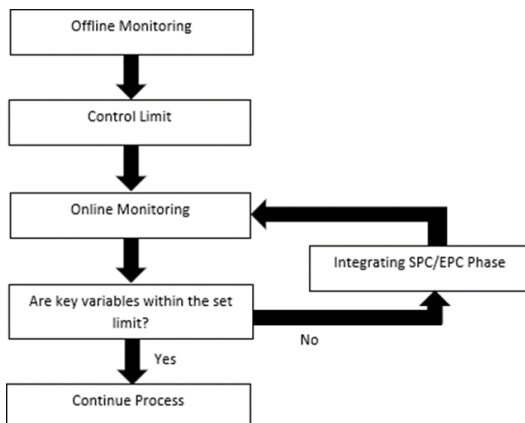 Offline Monitoring
Control Limit
Online Monitoring
Integrating SPC/EPC Phase
Are key variables within the set
limit?
No
Yes
Continue Process